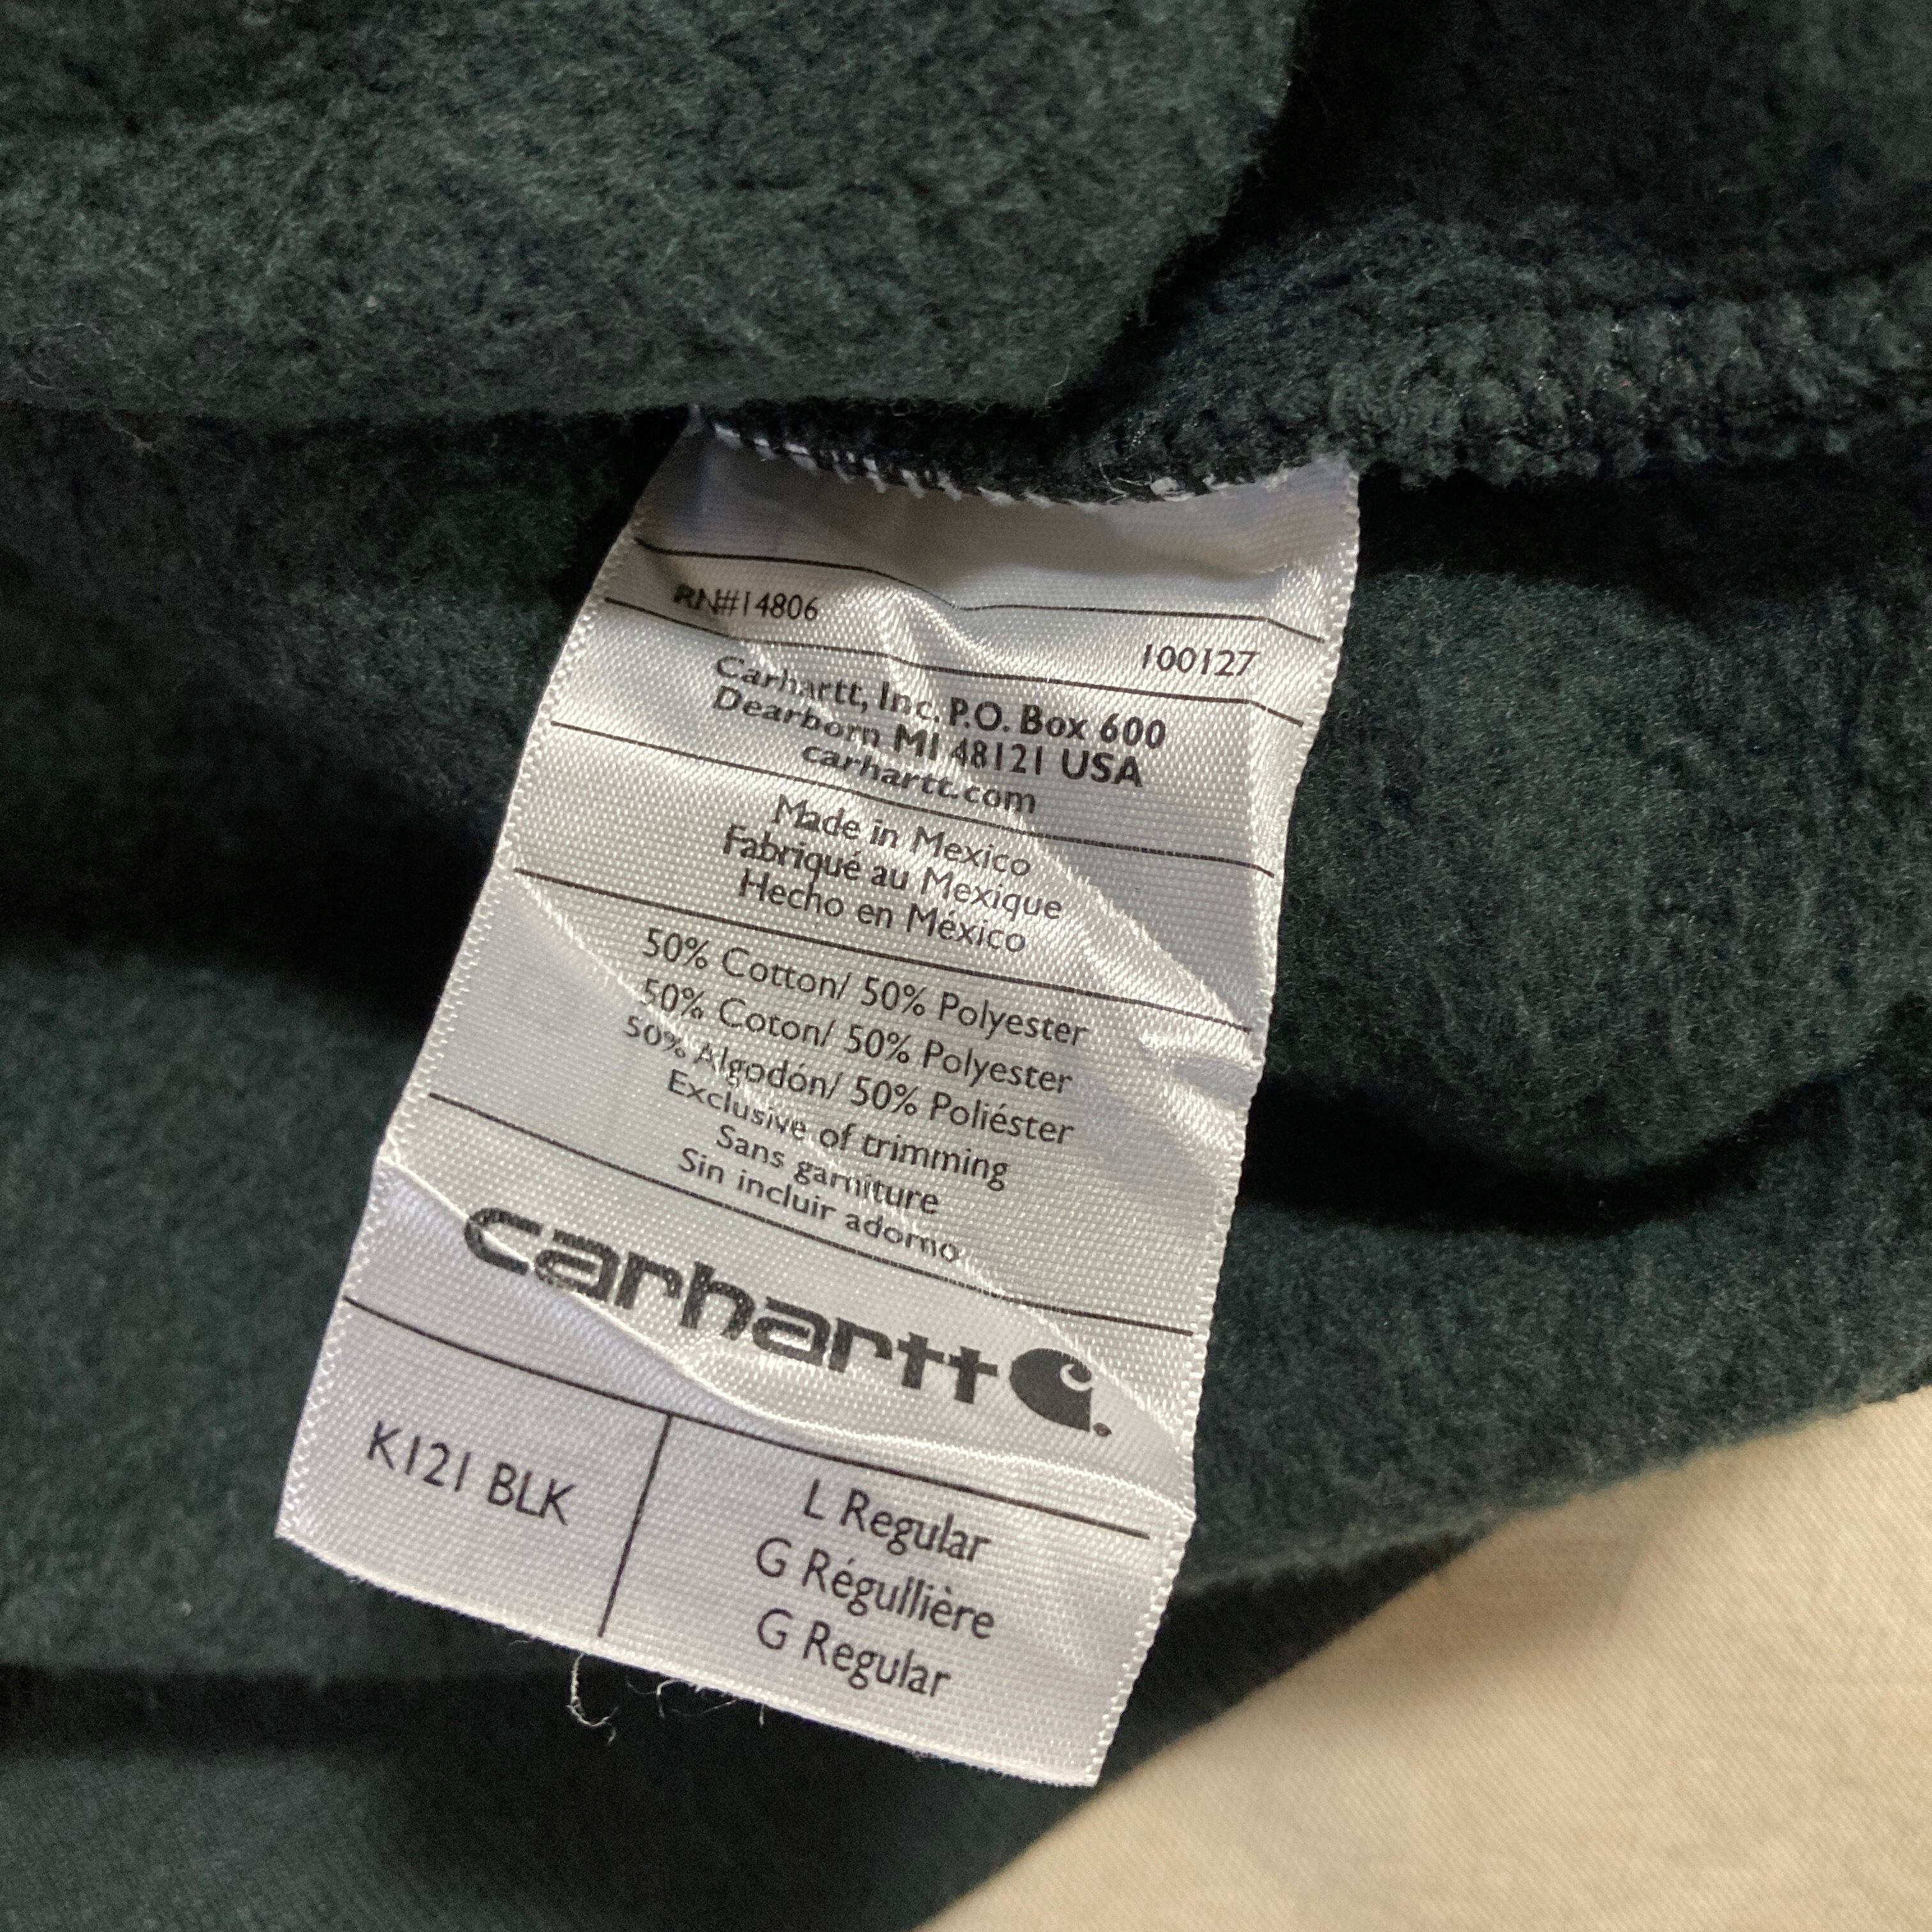 RN#14806
100127
Carhartt, Inc. P.O. Box 600
Dearborn MI 48121 USA
carhartt.com
Made in Mexico
Fabriqué au Mexique
Hecho en México
50% Cotton/ 50% Polyester
50% Coton/ 50% Polyester
50% Algodón/ 50% Poliéster
Exclusive of trimming
Sans garniture
Sin incluir adorno
carhartt
K121 BLK
L Regular
G Régullière
G Regular